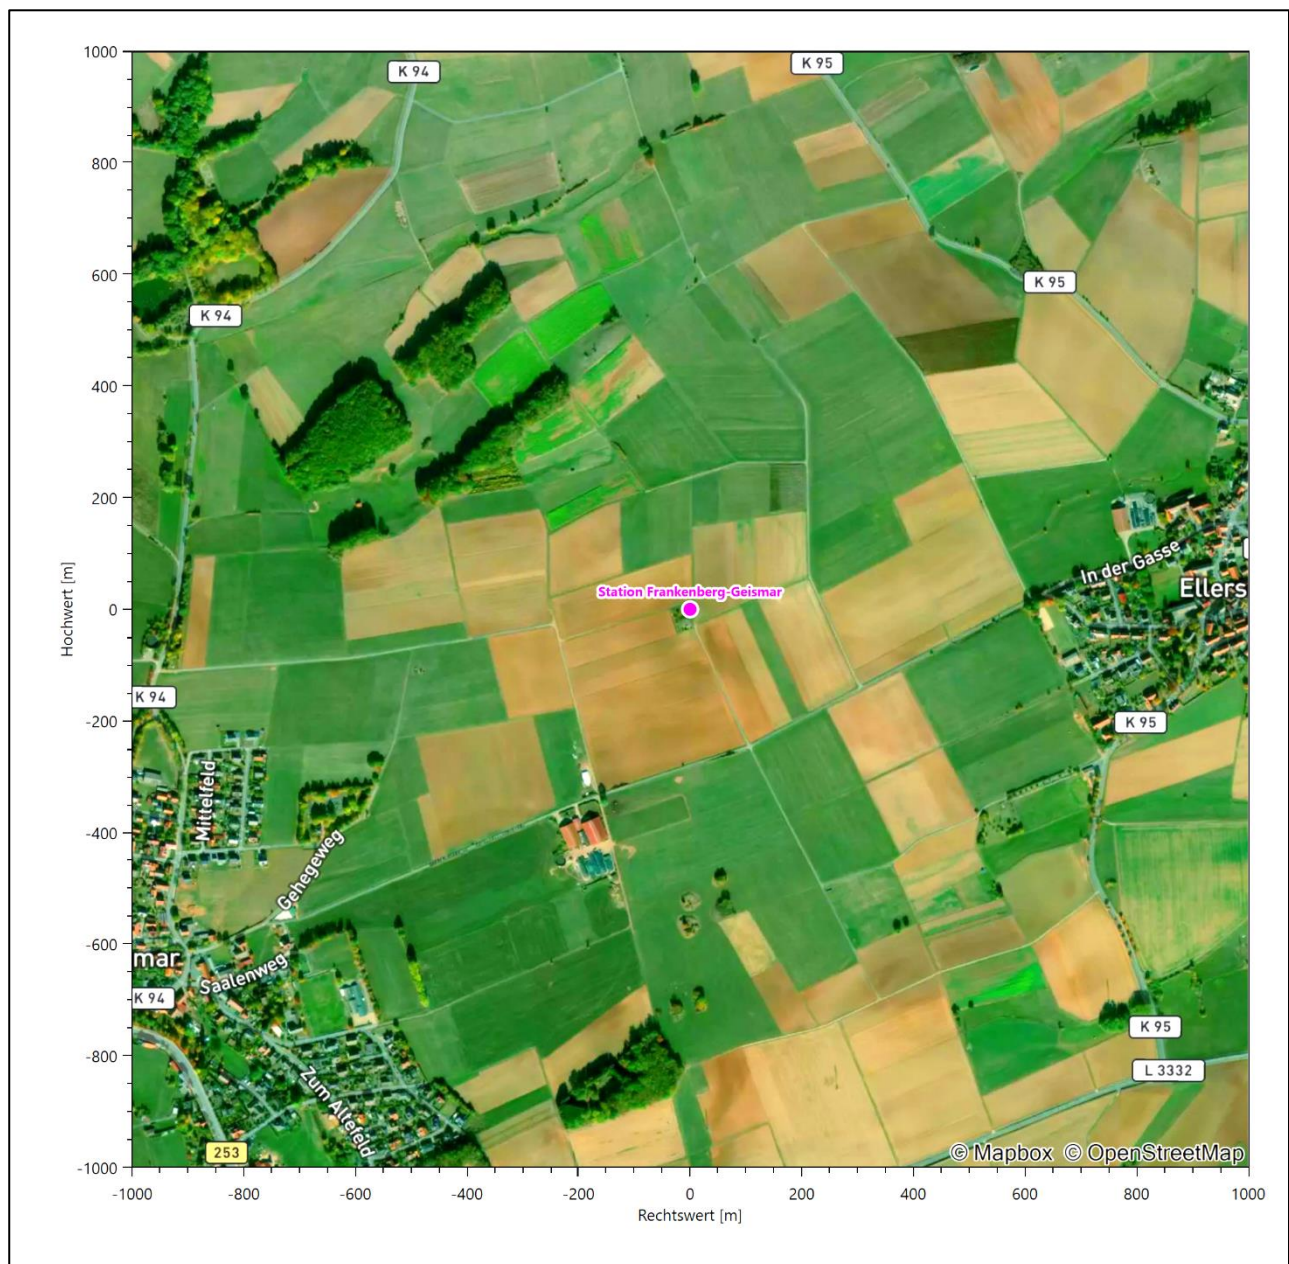 1000
K 94
K 95
800
600
K 95
K 94
400
200
In der Gasse
Station Frankenberg-Geismar
Ellers
0
Hochwert [m]
K 94
-200
K 95
Mittelfeld
-400
Gehegeweg
-600
mar
Saalenweg
K 94
K 95
-800
L 3332
Zum Altefeld
253
© Mapbox © OpenStreetMap
-1000
-1000 -800 -600 -400 -200 0 200 400 600 800 1000
Rechtswert [m]